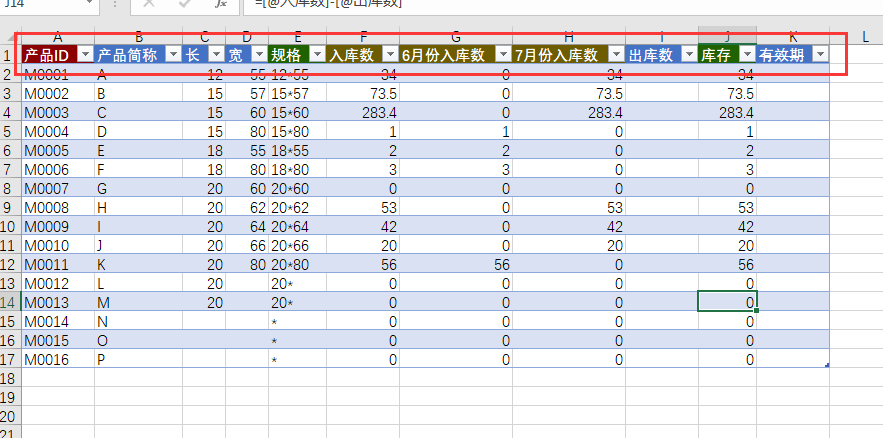 J14 fx =[@入库数]-[@出库数]
A B C D E F G H I J K L
1 产品ID 产品简称 长 宽 规格 入库数 6月份入库数 7月份入库数 出库数 库存 有效期
2 M0001 A 12 55 12*55 34 0 34 34
3 M0002 B 15 57 15*57 73.5 0 73.5 73.5
4 M0003 C 15 60 15*60 283.4 0 283.4 283.4
5 M0004 D 15 80 15*80 1 1 0 1
6 M0005 E 18 55 18*55 2 2 0 2
7 M0006 F 18 80 18*80 3 3 0 3
8 M0007 G 20 60 20*60 0 0 0 0
9 M0008 H 20 62 20*62 53 0 53 53
10 M0009 I 20 64 20*64 42 0 42 42
11 M0010 J 20 66 20*66 20 0 20 20
12 M0011 K 20 80 20*80 56 56 0 56
13 M0012 L 20 20* 0 0 0 0
14 M0013 M 20 20* 0 0 0 0
15 M0014 N * 0 0 0 0
16 M0015 O * 0 0 0 0
17 M0016 P * 0 0 0 0
18
19
20
21